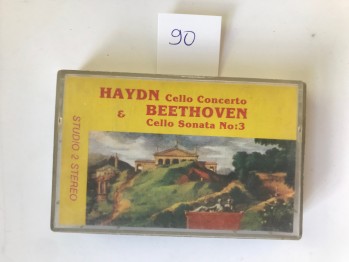 90
HAYDN Cello Concerto
& BEETHOVEN
Cello Sonata No:3
STUDIO 2 STEREO